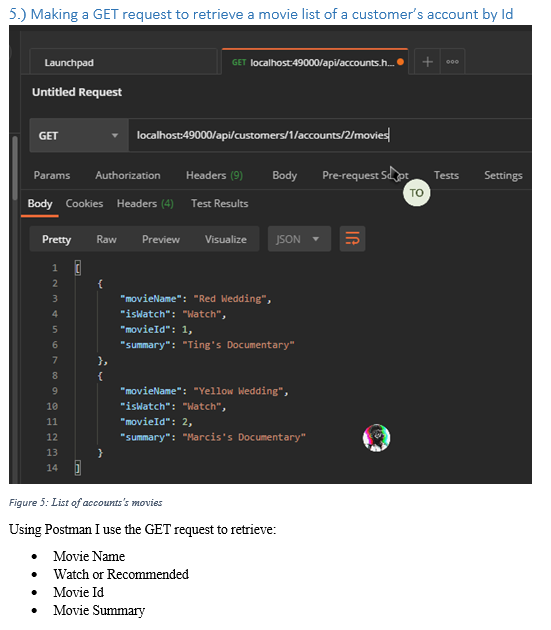 5.) Making a GET request to retrieve a movie list of a customer's account by Id
Launchpad
GET localhost:49000/api/accounts.h...
+
ooo
Untitled Request
GET
localhost:49000/api/customers/1/accounts/2/movies
Params Authorization Headers (9) Body Pre-request Script Tests Settings
TO
Body Cookies Headers (4) Test Results
Pretty Raw Preview Visualize JSON
1 [
2 {
3 "movieName": "Red Wedding",
4 "isWatch": "Watch",
5 "movieId": 1,
6 "summary": "Ting's Documentary"
7 },
8 {
9 "movieName": "Yellow Wedding",
10 "isWatch": "Watch",
11 "movieId": 2,
12 "summary": "Marcis's Documentary"
13 }
14 ]
Figure 5: List of accounts's movies
Using Postman I use the GET request to retrieve:
• Movie Name
• Watch or Recommended
• Movie Id
• Movie Summary